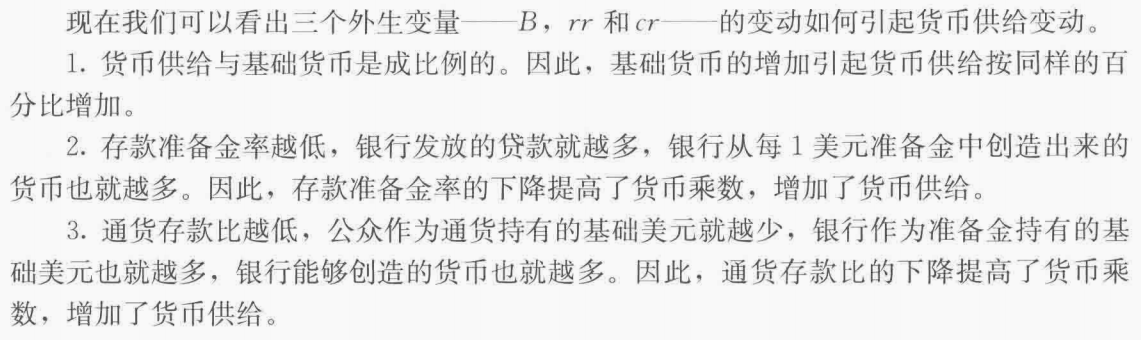 现在我们可以看出三个外生变量——B，rr 和 cr——的变动如何引起货币供给变动。
1. 货币供给与基础货币是成比例的。因此，基础货币的增加引起货币供给按同样的百
分比增加。
2. 存款准备金率越低，银行发放的贷款就越多，银行从每 1 美元准备金中创造出来的
货币也就越多。因此，存款准备金率的下降提高了货币乘数，增加了货币供给。
3. 通货存款比越低，公众作为通货持有的基础美元就越少，银行作为准备金持有的基
础美元也就越多，银行能够创造的货币也就越多。因此，通货存款比的下降提高了货币乘
数，增加了货币供给。